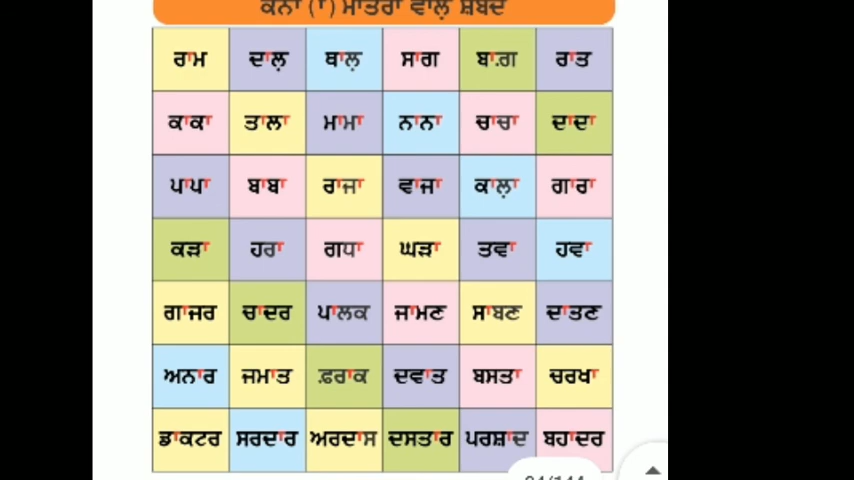 ਕੰਨਾ (ਾ) ਮਾਤਰਾ ਵਾਲ਼ੇ ਸ਼ਬਦ
ਰਾਮ ਦਾਲ਼ ਥਾਲ਼ ਸਾਗ ਬਾਗ਼ ਰਾਤ
ਕਾਕਾ ਤਾਲਾ ਮਾਮਾ ਨਾਨਾ ਚਾਚਾ ਦਾਦਾ
ਪਾਪਾ ਬਾਬਾ ਰਾਜਾ ਵਾਜਾ ਕਾਲ਼ਾ ਗਾਰਾ
ਕੜਾ ਹਰਾ ਗਧਾ ਘੜਾ ਤਵਾ ਹਵਾ
ਗਾਜਰ ਚਾਦਰ ਪਾਲਕ ਜਾਮਣ ਸਾਬਣ ਦਾਤਣ
ਅਨਾਰ ਜਮਾਤ ਫ਼ਰਾਕ ਦਵਾਤ ਬਸਤਾ ਚਰਖਾ
ਡਾਕਟਰ ਸਰਦਾਰ ਅਰਦਾਸ ਦਸਤਾਰ ਪਰਸ਼ਾਦ ਬਹਾਦਰ